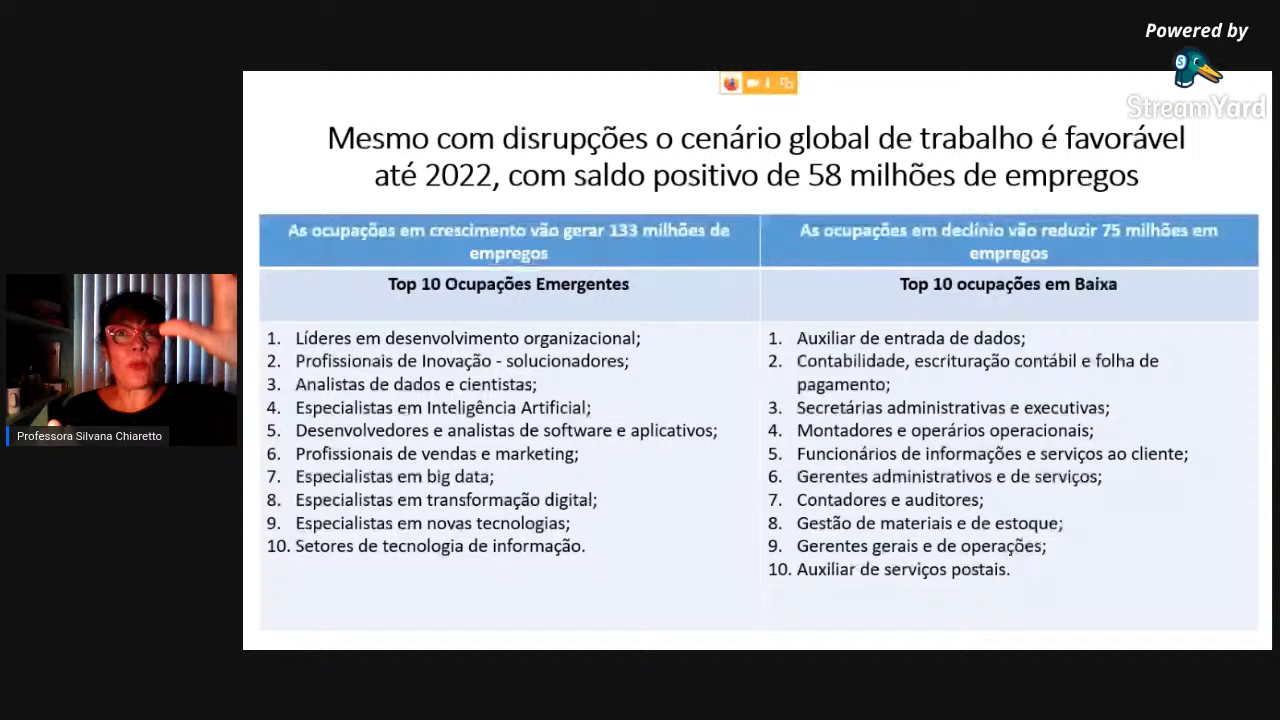 Powered by
StreamYard
Mesmo com disrupções o cenário global de trabalho é favorável
até 2022, com saldo positivo de 58 milhões de empregos
As ocupações em crescimento vão gerar 133 milhões de
empregos
As ocupações em declínio vão reduzir 75 milhões em
empregos
Top 10 Ocupações Emergentes
Top 10 ocupações em Baixa
1. Líderes em desenvolvimento organizacional;
2. Profissionais de Inovação - solucionadores;
3. Analistas de dados e cientistas;
4. Especialistas em Inteligência Artificial;
5. Desenvolvedores e analistas de software e aplicativos;
6. Profissionais de vendas e marketing;
7. Especialistas em big data;
8. Especialistas em transformação digital;
9. Especialistas em novas tecnologias;
10. Setores de tecnologia de informação.
1. Auxiliar de entrada de dados;
2. Contabilidade, escrituração contábil e folha de
pagamento;
3. Secretárias administrativas e executivas;
4. Montadores e operários operacionais;
5. Funcionários de informações e serviços ao cliente;
6. Gerentes administrativos e de serviços;
7. Contadores e auditores;
8. Gestão de materiais e de estoque;
9. Gerentes gerais e de operações;
10. Auxiliar de serviços postais.
Professora Silvana Chiaretto